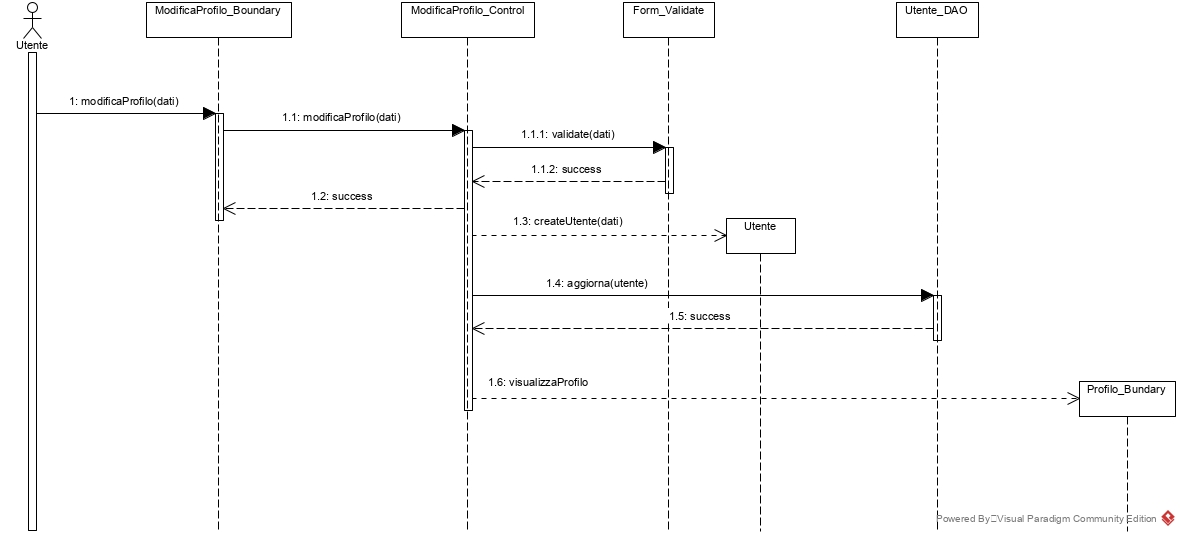 ModificaProfilo_Boundary
ModificaProfilo_Control
Form_Validate
Utente_DAO
Utente
1: modificaProfilo(dati)
1.1: modificaProfilo(dati)
1.1.1: validate(dati)
1.1.2: success
1.2: success
1.3: createUtente(dati)
Utente
1.4: aggiorna(utente)
1.5: success
1.6: visualizzaProfilo
Profilo_Bundary
Powered By Visual Paradigm Community Edition